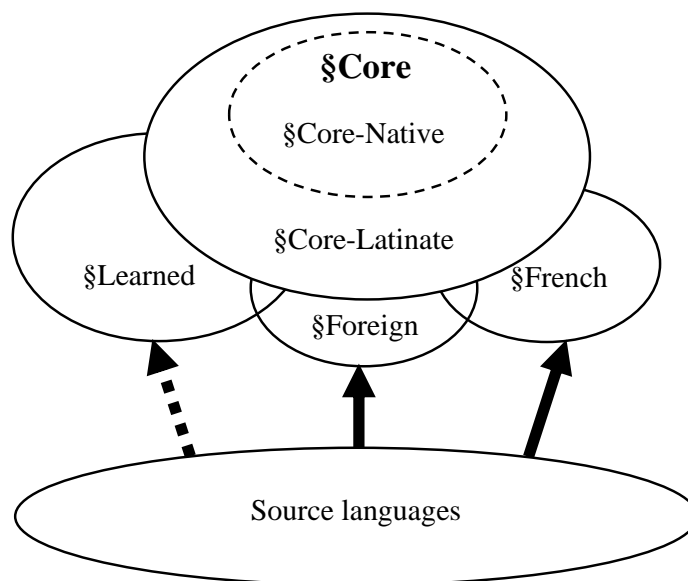 §Core
§Core-Native
§Core-Latinate
§Learned
§French
§Foreign
Source languages